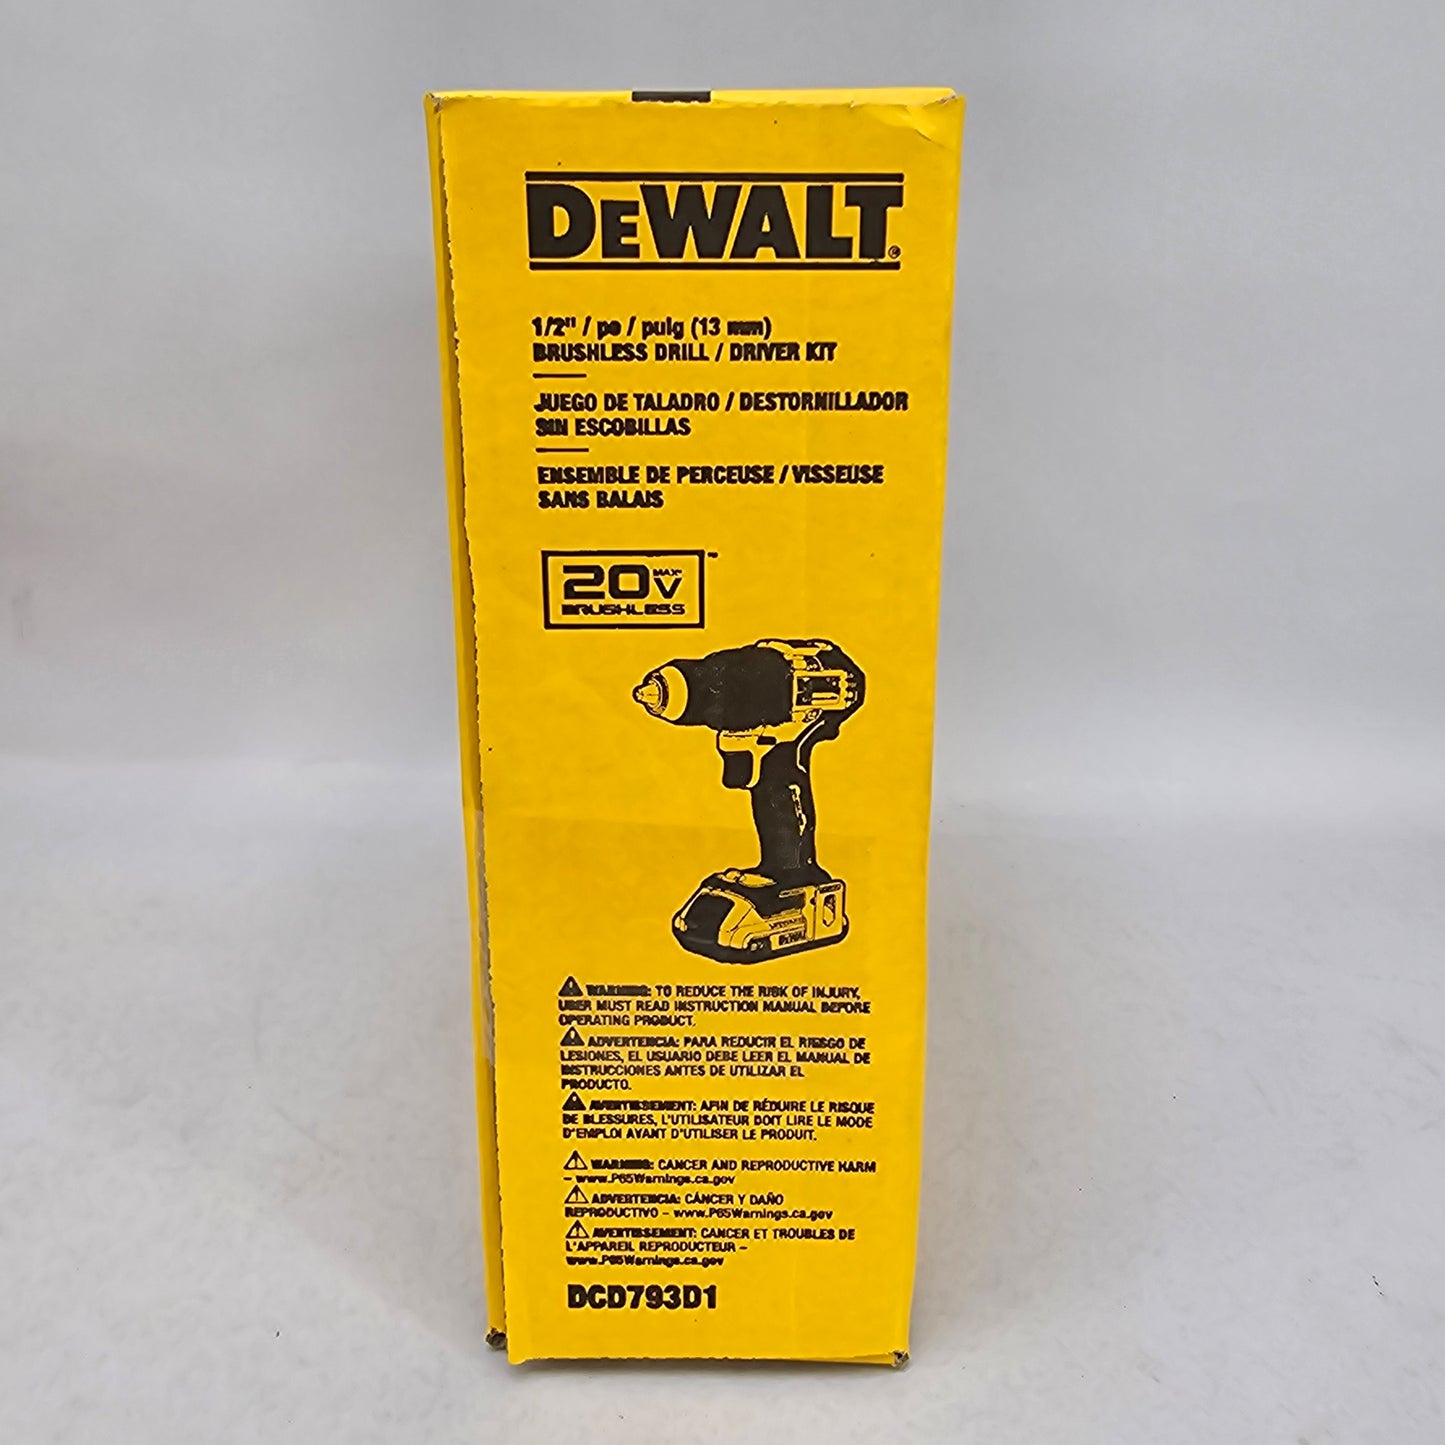 DEWALT®
1/2" / po / pulg (13 mm)
BRUSHLESS DRILL / DRIVER KIT
JUEGO DE TALADRO / DESTORNILLADOR
SIN ESCOBILLAS
ENSEMBLE DE PERCEUSE / VISSEUSE
SANS BALAIS
20V MAX* ™
BRUSHLESS
DEWALT
⚠ WARNING: TO REDUCE THE RISK OF INJURY,
USER MUST READ INSTRUCTION MANUAL BEFORE
OPERATING PRODUCT.
⚠ ADVERTENCIA: PARA REDUCIR EL RIESGO DE
LESIONES, EL USUARIO DEBE LEER EL MANUAL DE
INSTRUCCIONES ANTES DE UTILIZAR EL
PRODUCTO.
⚠ AVERTISSEMENT: AFIN DE RÉDUIRE LE RISQUE
DE BLESSURES, L'UTILISATEUR DOIT LIRE LE MODE
D'EMPLOI AVANT D'UTILISER LE PRODUIT.
⚠ WARNING: CANCER AND REPRODUCTIVE HARM
– www.P65Warnings.ca.gov
⚠ ADVERTENCIA: CÁNCER Y DAÑO
REPRODUCTIVO – www.P65Warnings.ca.gov
⚠ AVERTISSEMENT: CANCER ET TROUBLES DE
L'APPAREIL REPRODUCTEUR –
www.P65Warnings.ca.gov
DCD793D1